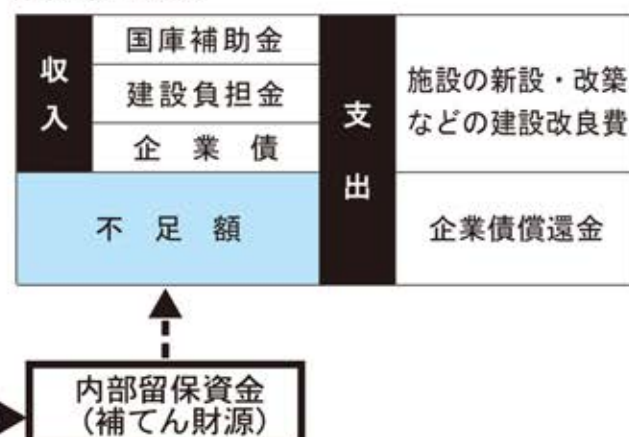 収入
国庫補助金
建設負担金
企業債
不足額
支出
施設の新設・改築
などの建設改良費
企業債償還金
内部留保資金
（補てん財源）